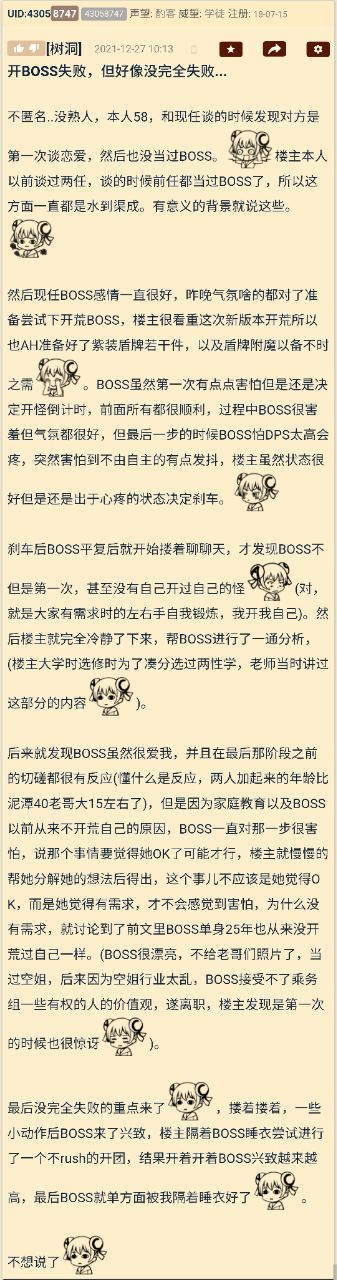 UID:43058747 43058747 声望: 酌客 威望: 学徒 注册: 18-07-15
[树洞] 2021-12-27 10:13
开BOSS失败，但好像没完全失败...
不匿名..没熟人，本人58，和现任谈的时候发现对方是
第一次谈恋爱，然后也没当过BOSS。楼主本人
以前谈过两任，谈的时候前任都当过BOSS了，所以这
方面一直都是水到渠成。有意义的背景就说这些。
然后现任BOSS感情一直很好，昨晚气氛啥的都对了准
备尝试下开荒BOSS，楼主很看重这次新版本开荒所以
也AH准备好了紫装盾牌若干件，以及盾牌附魔以备不时
之需。BOSS虽然第一次有点点害怕但是还是决
定开怪倒计时，前面所有都很顺利，过程中BOSS很害
羞但气氛都很好，但最后一步的时候BOSS怕DPS太高会
疼，突然害怕到不由自主的有点发抖，楼主虽然状态很
好但是还是出于心疼的状态决定刹车。
刹车后BOSS平复后就开始搂着聊聊天，才发现BOSS不
但是第一次，甚至没有自己开过自己的怪(对，
就是大家有需求时的左右手自我锻炼，我开我自己)。然
后楼主就完全冷静了下来，帮BOSS进行了一通分析，
(楼主大学时选修时为了凑分选过两性学，老师当时讲过
这部分的内容)。
后来就发现BOSS虽然很爱我，并且在最后那阶段之前
的切磋都很有反应(懂什么是反应，两人加起来的年龄比
泥潭40老哥大15左右了)，但是因为家庭教育以及BOSS
以前从来不开荒自己的原因，BOSS一直对那一步很害
怕，说那个事情要觉得她OK了可能才行，楼主就慢慢的
帮她分解她的想法后得出，这个事儿不应该是她觉得O
K，而是她觉得有需求，才不会感觉到害怕，为什么没
有需求，就讨论到了前文里BOSS单身25年也从来没开
荒过自己一样。(BOSS很漂亮，不给老哥们照片了，当
过空姐，后来因为空姐行业太乱，BOSS接受不了乘务
组一些有权的人的价值观，遂离职，楼主发现是第一次
的时候也很惊讶)。
最后没完全失败的重点来了，搂着搂着，一些
小动作后BOSS来了兴致，楼主隔着BOSS睡衣尝试进行
了一个不rush的开团，结果开着开着BOSS兴致越来越
高，最后BOSS就单方面被我隔着睡衣好了。
不想说了